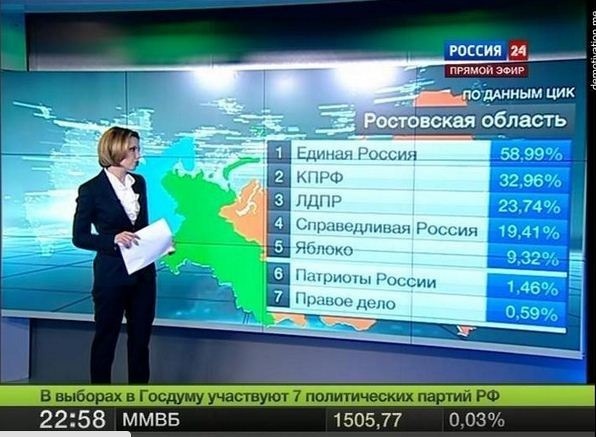 РОССИЯ 24
ПРЯМОЙ ЭФИР
demotivation.me
ПО ДАННЫМ ЦИК
Ростовская область
1 Единая Россия 58,99%
2 КПРФ 32,96%
3 ЛДПР 23,74%
4 Справедливая Россия 19,41%
5 Яблоко 9,32%
6 Патриоты России 1,46%
7 Правое дело 0,59%
В выборах в Госдуму участвуют 7 политических партий РФ
22:58 ММВБ 1505,77 0,03%